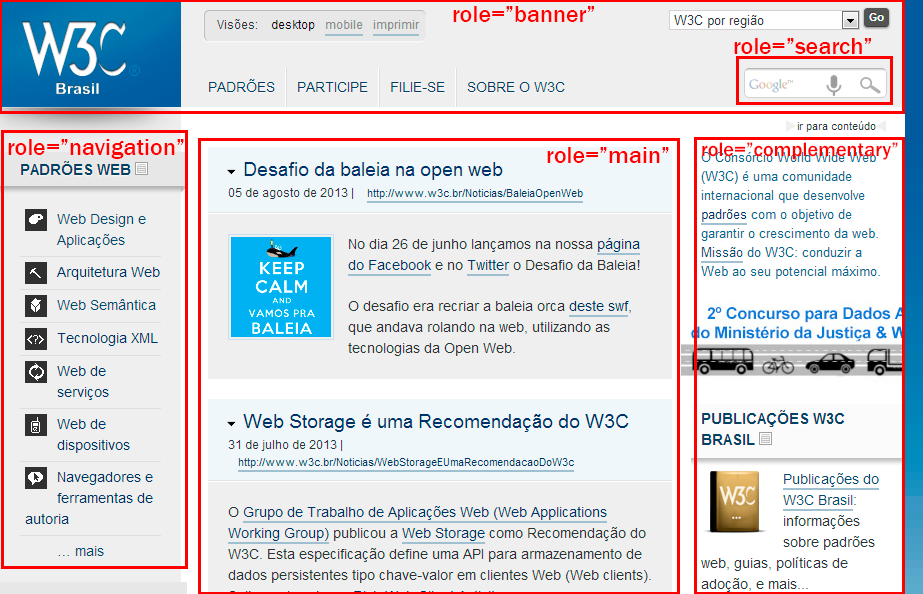 role="banner"
W3C®
Brasil
Visões: desktop mobile imprimir
W3C por região
Go
role="search"
Google™
PADRÕES
PARTICIPE
FILIE-SE
SOBRE O W3C
ir para conteúdo
role="navigation"
PADRÕES WEB
Web Design e
Aplicações
Arquitetura Web
Web Semântica
<?>
Tecnologia XML
Web de
serviços
Web de
dispositivos
Navegadores e
ferramentas de
autoria
... mais
role="main"
Desafio da baleia na open web
05 de agosto de 2013 | http://www.w3c.br/Noticias/BaleiaOpenWeb
KEEP
CALM
AND
VAMOS PRA
BALEIA
No dia 26 de junho lançamos na nossa página
do Facebook e no Twitter o Desafio da Baleia!
O desafio era recriar a baleia orca deste swf,
que andava rolando na web, utilizando as
tecnologias da Open Web.
Web Storage é uma Recomendação do W3C
31 de julho de 2013 |
http://www.w3c.br/Noticias/WebStorageEUmaRecomendacaoDoW3c
O Grupo de Trabalho de Aplicações Web (Web Applications
Working Group) publicou a Web Storage como Recomendação do
W3C. Esta especificação define uma API para armazenamento de
dados persistentes tipo chave-valor em clientes Web (Web clients).
role="complementary"
O Consórcio World Wide Web
(W3C) é uma comunidade
internacional que desenvolve
padrões com o objetivo de
garantir o crescimento da web.
Missão do W3C: conduzir a
Web ao seu potencial máximo.
2º Concurso para Dados A
do Ministério da Justiça & W
PUBLICAÇÕES W3C
BRASIL
W3C
...
Publicações do
W3C Brasil:
informações
sobre padrões
web, guias, políticas de
adoção, e mais...